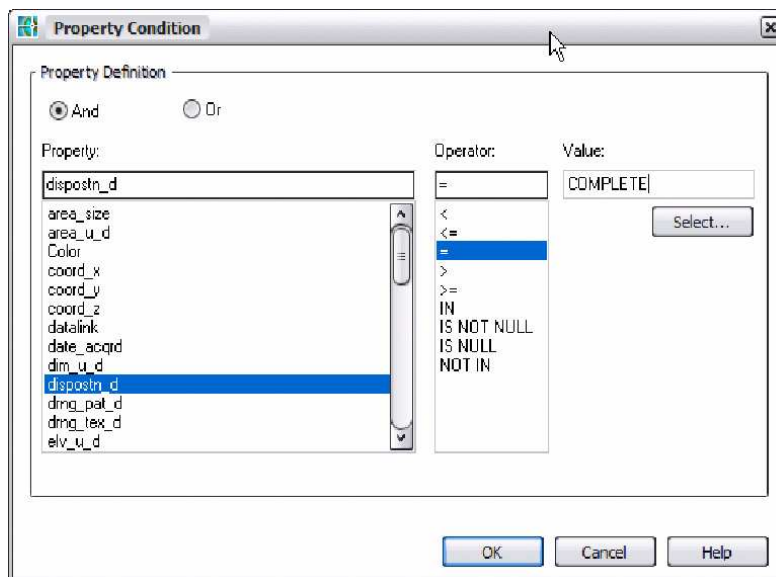 Property Condition
Property Definition
And
Or
Property:
Operator:
Value:
dispostn_d
=
COMPLETE
Select...
area_size
area_u_d
Color
coord_x
coord_y
coord_z
datalink
date_acqrd
dim_u_d
dispostn_d
drng_pat_d
drng_tex_d
elv_u_d
<
<=
=
>
>=
IN
IS NOT NULL
IS NULL
NOT IN
OK
Cancel
Help